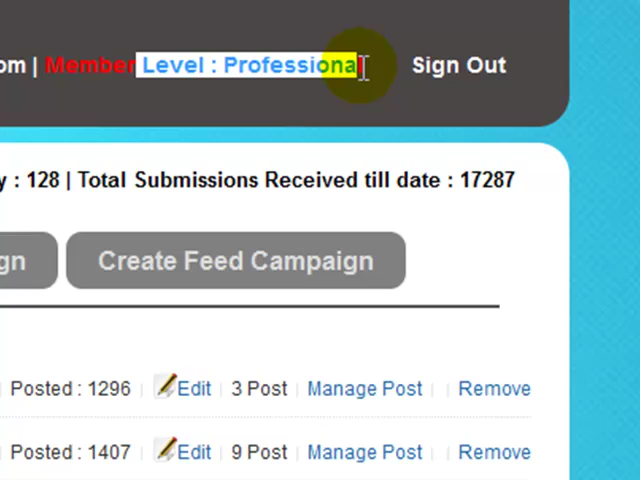 om | Member Level : Professional Sign Out
y : 128 | Total Submissions Received till date : 17287
gn Create Feed Campaign
Posted : 1296 | Edit | 3 Post | Manage Post | | Remove
Posted : 1407 | Edit | 9 Post | Manage Post | | Remove